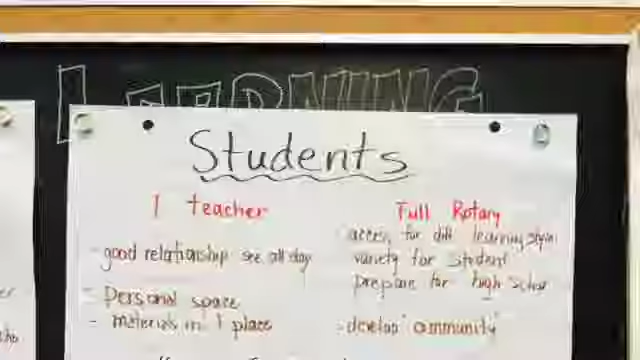 LEARNING
Students
1 teacher
- good relationship see all day
- Personal space
- materials in 1 place
Full Rotary
access for diff learning styles
variety for student
prepare for high school
- develop community